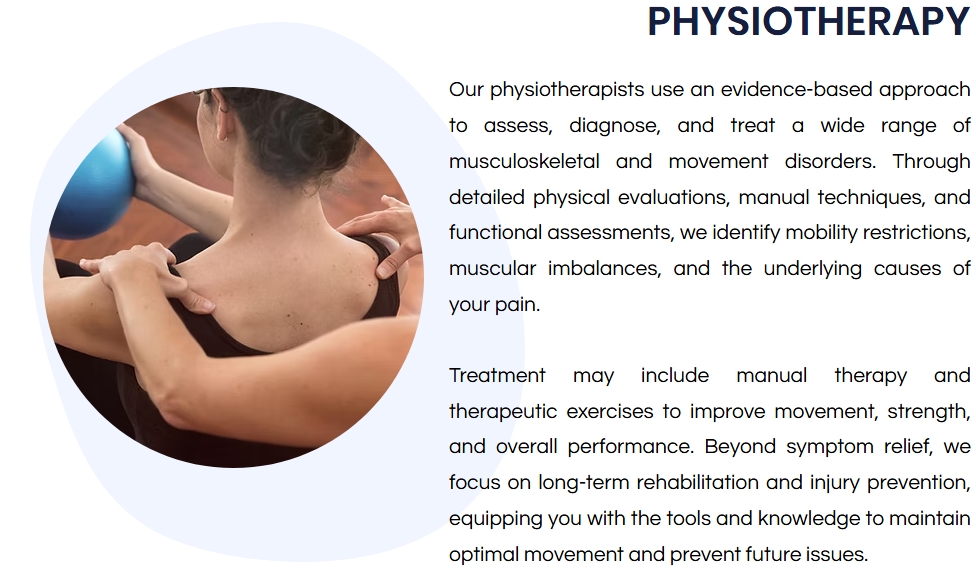 PHYSIOTHERAPY
Our physiotherapists use an evidence-based approach
to assess, diagnose, and treat a wide range of
musculoskeletal and movement disorders. Through
detailed physical evaluations, manual techniques, and
functional assessments, we identify mobility restrictions,
muscular imbalances, and the underlying causes of
your pain.
Treatment may include manual therapy and
therapeutic exercises to improve movement, strength,
and overall performance. Beyond symptom relief, we
focus on long-term rehabilitation and injury prevention,
equipping you with the tools and knowledge to maintain
optimal movement and prevent future issues.